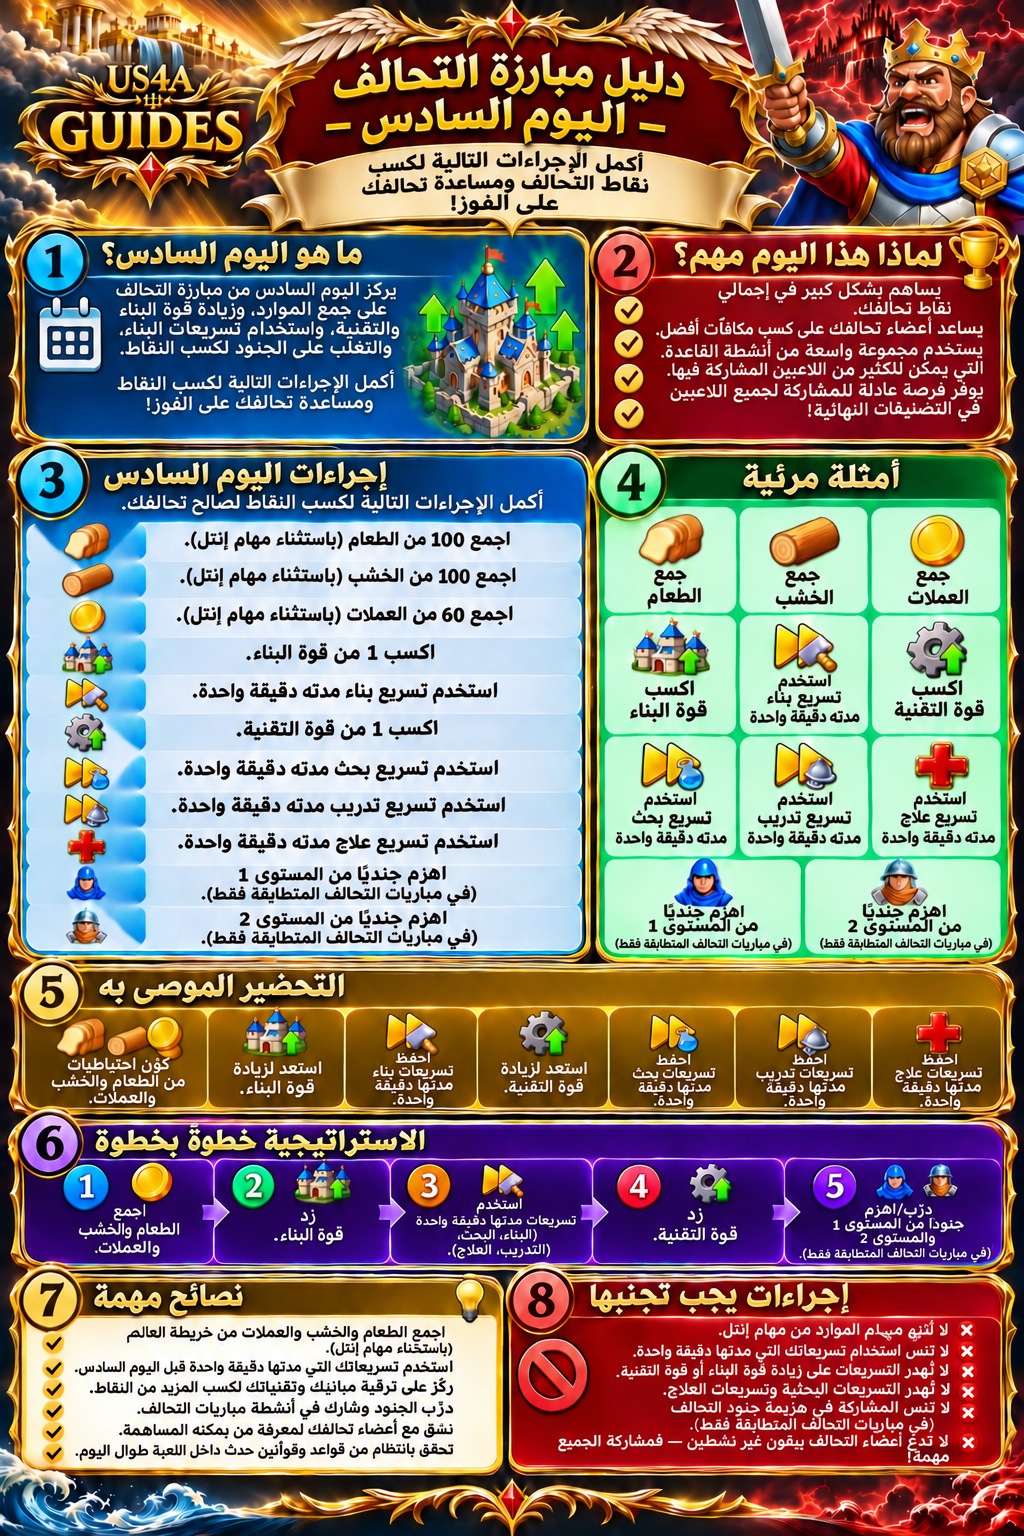 US4A
GUIDES
دليل مبارزة التحالف
– اليوم السادس –
أكمل الإجراءات التالية لكسب
نقاط التحالف ومساعدة تحالفك
على الفوز!
1
ما هو اليوم السادس؟
يركز اليوم السادس من مبارزة التحالف
على جمع الموارد، وزيادة قوة البناء
والتقنية، واستخدام تسريعات البناء،
والتغلب على الجنود لكسب النقاط.
أكمل الإجراءات التالية لكسب النقاط
ومساعدة تحالفك على الفوز!
2
لماذا هذا اليوم مهم؟
يساهم بشكل كبير في إجمالي
نقاط تحالفك.
يساعد أعضاء تحالفك على كسب مكافآت أفضل.
يستخدم مجموعة واسعة من أنشطة القاعدة
التي يمكن للكثير من اللاعبين المشاركة فيها.
يوفر فرصة عادلة للمشاركة لجميع اللاعبين
في التصنيفات النهائية!
3
إجراءات اليوم السادس
أكمل الإجراءات التالية لكسب النقاط لصالح تحالفك.
اجمع 100 من الطعام (باستثناء مهام إنتل).
اجمع 100 من الخشب (باستثناء مهام إنتل).
اجمع 60 من العملات (باستثناء مهام إنتل).
اكسب 1 من قوة البناء.
استخدم تسريع بناء مدته دقيقة واحدة.
اكسب 1 من قوة التقنية.
استخدم تسريع بحث مدته دقيقة واحدة.
استخدم تسريع تدريب مدته دقيقة واحدة.
استخدم تسريع علاج مدته دقيقة واحدة.
اهزم جنديًا من المستوى 1
(في مباريات التحالف المتطابقة فقط).
اهزم جنديًا من المستوى 2
(في مباريات التحالف المتطابقة فقط).
4
أمثلة مرئية
جمع
الطعام
جمع
الخشب
جمع
العملات
اكسب
قوة البناء
استخدم
تسريع بناء
مدته دقيقة واحدة
اكسب
قوة التقنية
استخدم
تسريع بحث
مدته دقيقة واحدة
استخدم
تسريع تدريب
مدته دقيقة واحدة
استخدم
تسريع علاج
مدته دقيقة واحدة
اهزم جنديًا
من المستوى 1
(في مباريات التحالف المتطابقة فقط)
اهزم جنديًا
من المستوى 2
(في مباريات التحالف المتطابقة فقط)
5
التحضير الموصى به
كوّن احتياطيات
من الطعام والخشب
والعملات.
استعد لزيادة
قوة البناء.
احفظ
تسريعات بناء
مدتها دقيقة
واحدة.
استعد لزيادة
قوة التقنية.
احفظ
تسريعات بحث
مدتها دقيقة
واحدة.
احفظ
تسريعات تدريب
مدتها دقيقة
واحدة.
احفظ
تسريعات علاج
مدتها دقيقة
واحدة.
6
الاستراتيجية خطوةً بخطوة
1
اجمع
الطعام والخشب
والعملات.
2
زد
قوة البناء.
3
استخدم
تسريعات مدتها دقيقة واحدة
(البناء، البحث،
(التدريب، العلاج).
4
زد
قوة التقنية.
5
درّب/اهزم
جنودًا من المستوى 1
والمستوى 2
(في مباريات التحالف المتطابقة فقط).
7
نصائح مهمة
اجمع الطعام والخشب والعملات من خريطة العالم
(باستثناء مهام إنتل).
استخدم تسريعاتك التي مدتها دقيقة واحدة قبل اليوم السادس.
ركّز على ترقية مبانيك وتقنياتك لكسب المزيد من النقاط.
درّب الجنود وشارك في أنشطة مباريات التحالف.
نسّق مع أعضاء تحالفك لمعرفة من يمكنه المساهمة.
تحقق بانتظام من قواعد وقوانين حدث داخل اللعبة طوال اليوم.
8
إجراءات يجب تجنبها
لا الموارد من مهام إنتل.
لا تنس استخدام تسريعاتك التي مدتها دقيقة واحدة.
لا تُهدر التسريعات على زيادة قوة البناء أو قوة التقنية.
لا تُهدر التسريعات البحثية وتسريعات العلاج.
لا تنس المشاركة في هزيمة جنود التحالف
(في مباريات التحالف المتطابقة فقط).
لا تدع أعضاء التحالف يبقون غير نشطين — فمشاركة الجميع
مهمة!